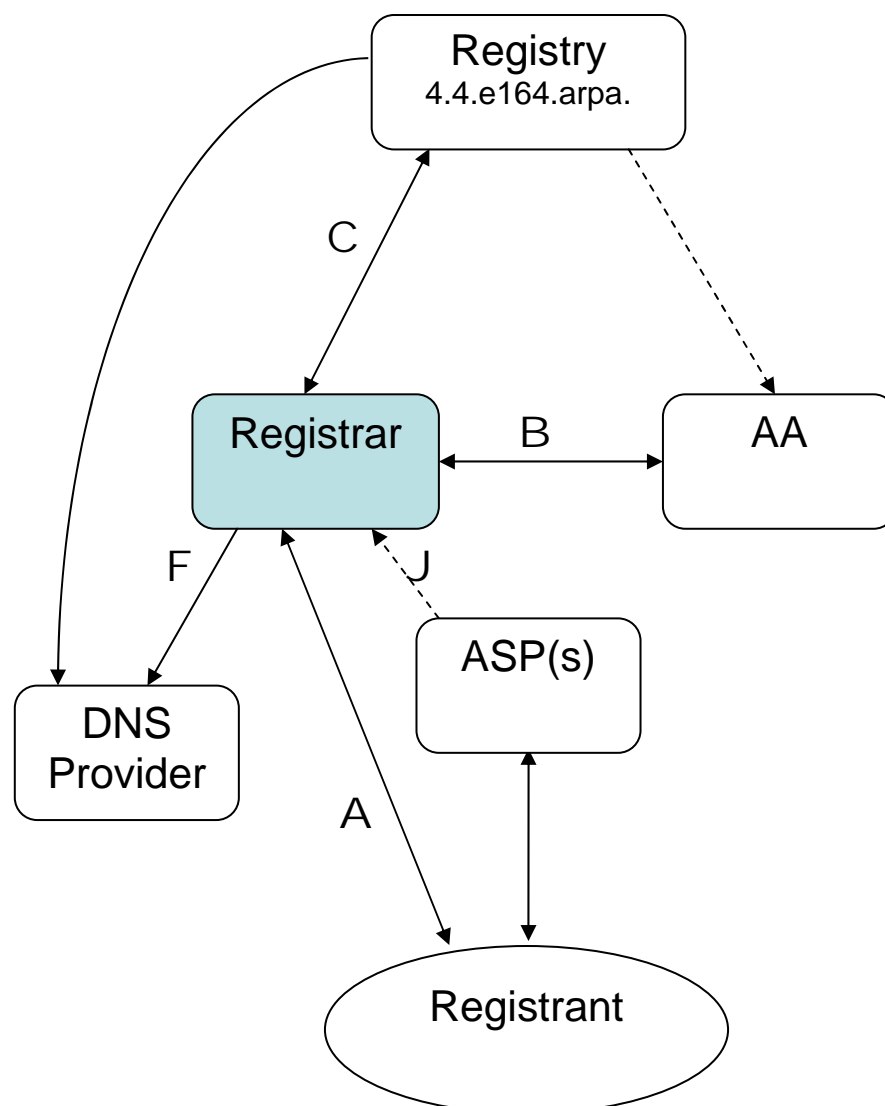 Registry
4.4.e164.arpa.
C
Registrar
B
AA
F
J
ASP(s)
DNS
Provider
A
Registrant